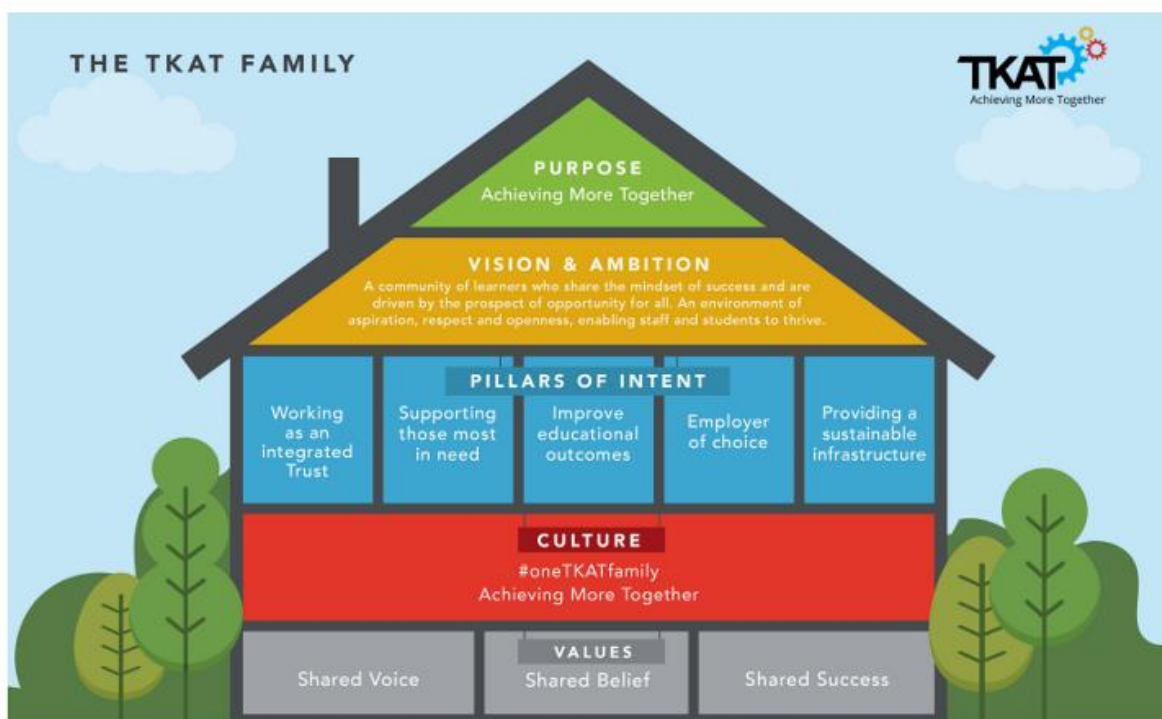 THE TKAT FAMILY
TKAT
Achieving More Together
PURPOSE
Achieving More Together
VISION & AMBITION
A community of learners who share the mindset of success and are
driven by the prospect of opportunity for all. An environment of
aspiration, respect and openness, enabling staff and students to thrive.
PILLARS OF INTENT
Working
as an
integrated
Trust
Supporting
those most
in need
Improve
educational
outcomes
Employer
of choice
Providing a
sustainable
infrastructure
CULTURE
#oneTKATfamily
Achieving More Together
VALUES
Shared Voice
Shared Belief
Shared Success